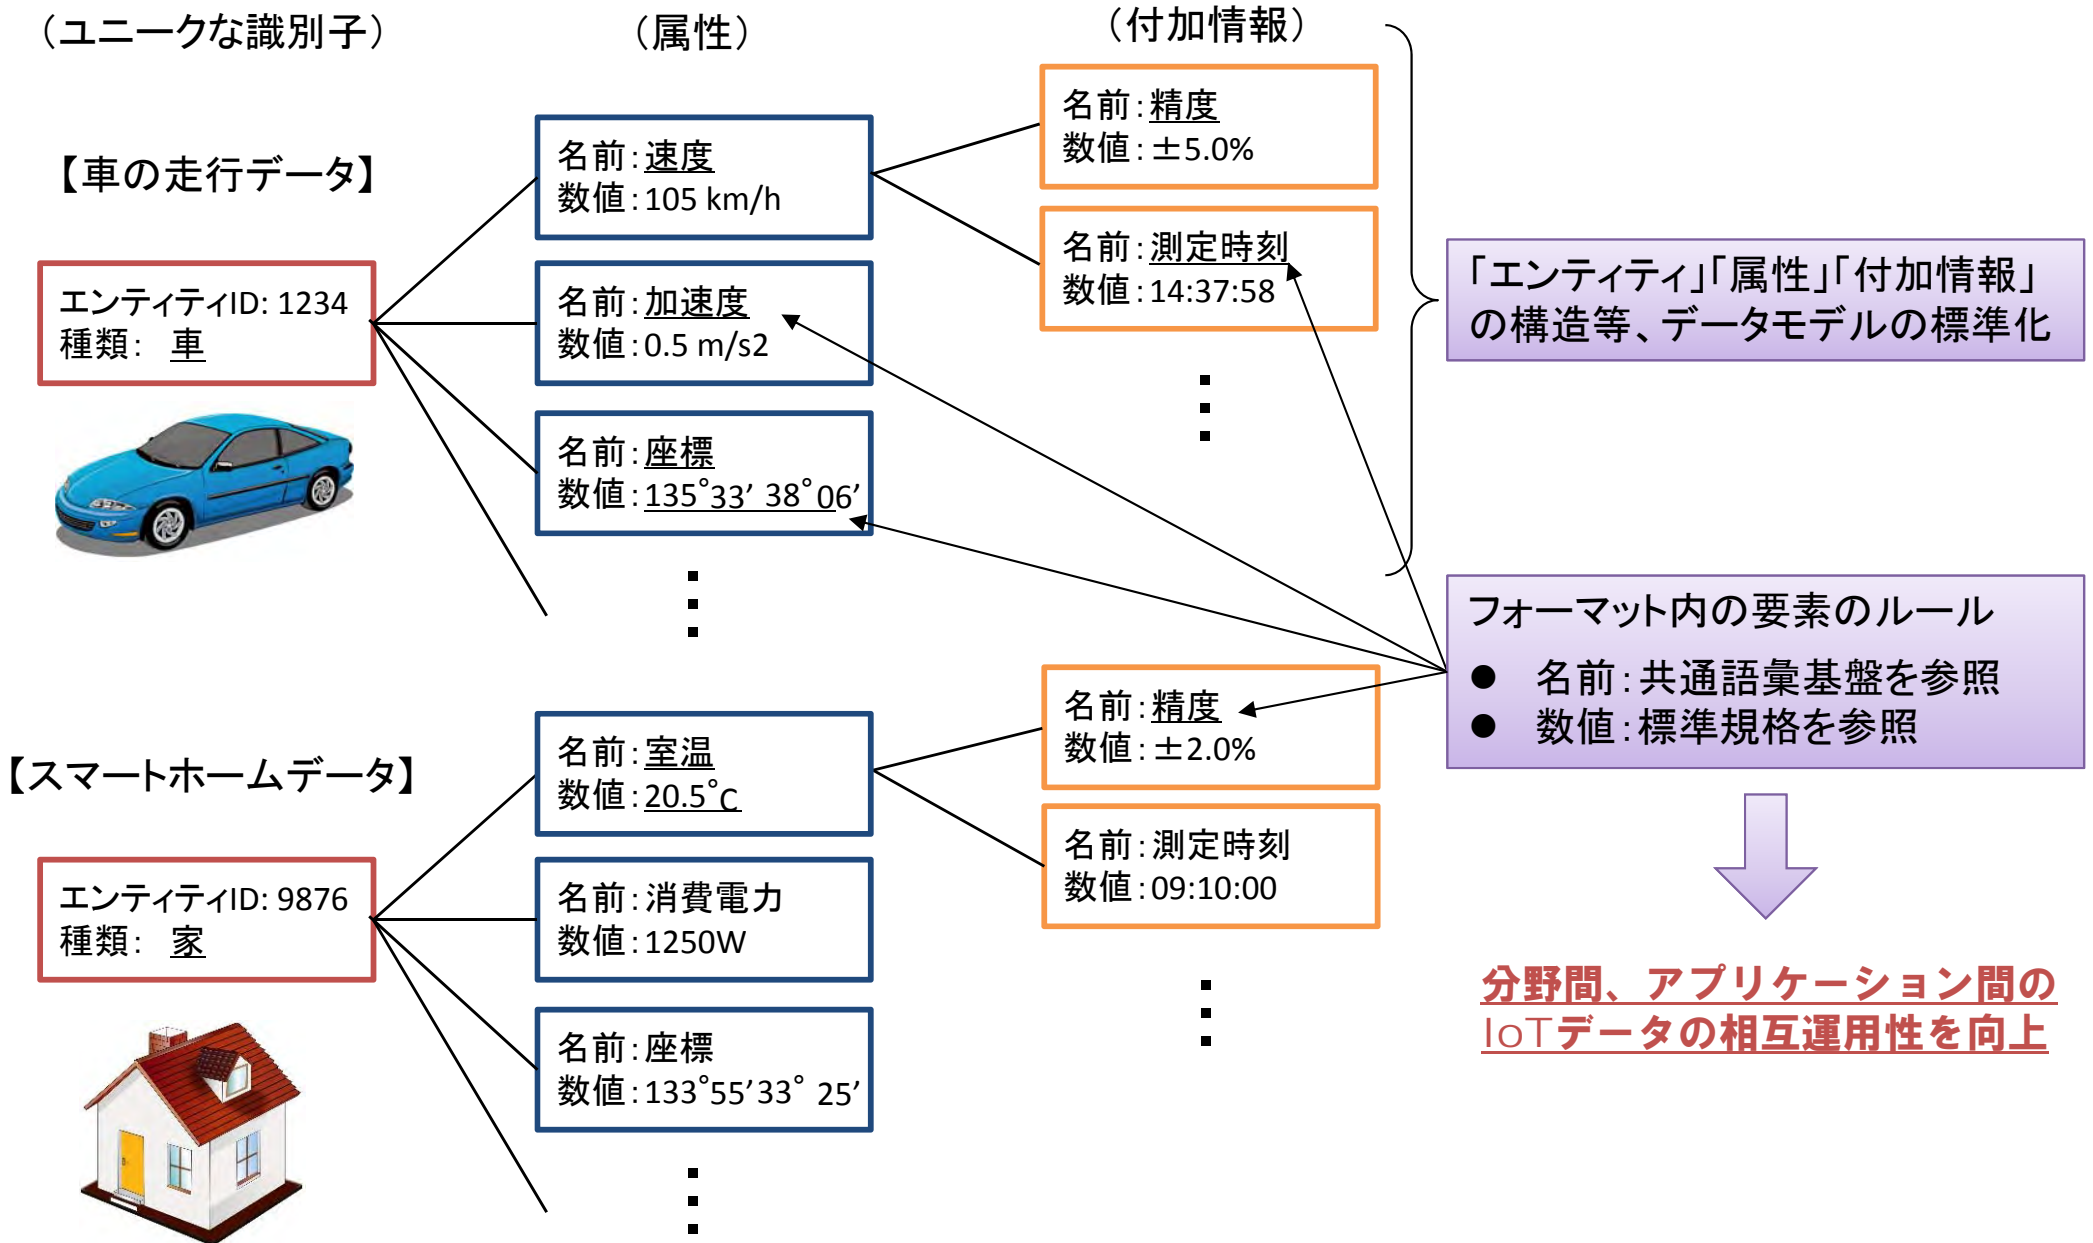 （ユニークな識別子）
（属性）
（付加情報）
【車の走行データ】
エンティティID: 1234
種類： 車
名前：速度
数値：105 km/h
名前：加速度
数値：0.5 m/s2
名前：座標
数値：135°33’ 38°06’
名前：精度
数値：±5.0%
名前：測定時刻
数値：14:37:58
「エンティティ」「属性」「付加情報」
の構造等、データモデルの標準化
フォーマット内の要素のルール
● 名前：共通語彙基盤を参照
● 数値：標準規格を参照
【スマートホームデータ】
エンティティID: 9876
種類： 家
名前：室温
数値：20.5°C
名前：消費電力
数値：1250W
名前：座標
数値：133°55’33° 25’
名前：精度
数値：±2.0%
名前：測定時刻
数値：09:10:00
分野間、アプリケーション間の
IoTデータの相互運用性を向上